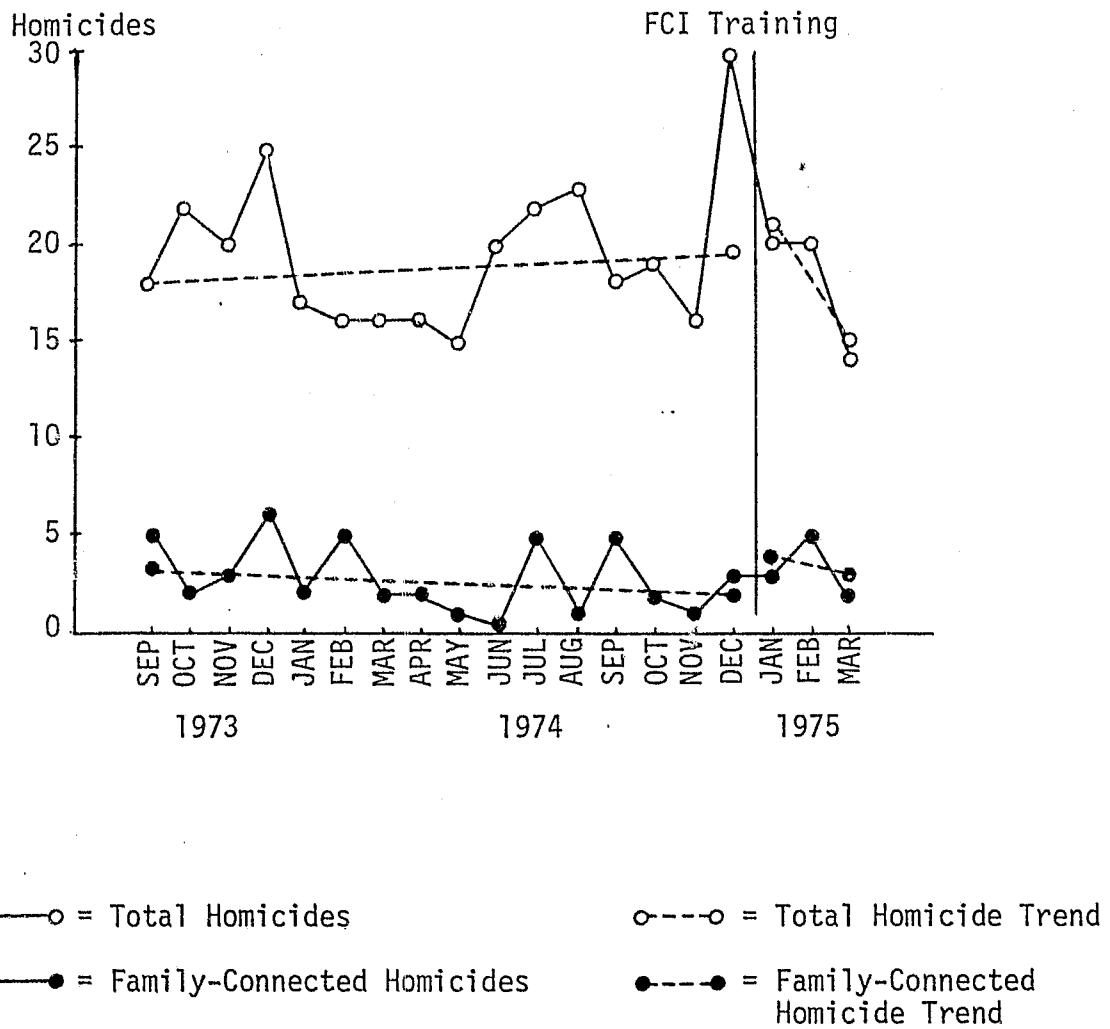 Homicides
FCI Training
30
25
20
15
10
5
0
SEP OCT NOV DEC JAN FEB MAR APR MAY JUN JUL AUG SEP OCT NOV DEC JAN FEB MAR
1973 1974 1975
= Total Homicides
= Total Homicide Trend
= Family-Connected Homicides
= Family-Connected
Homicide Trend